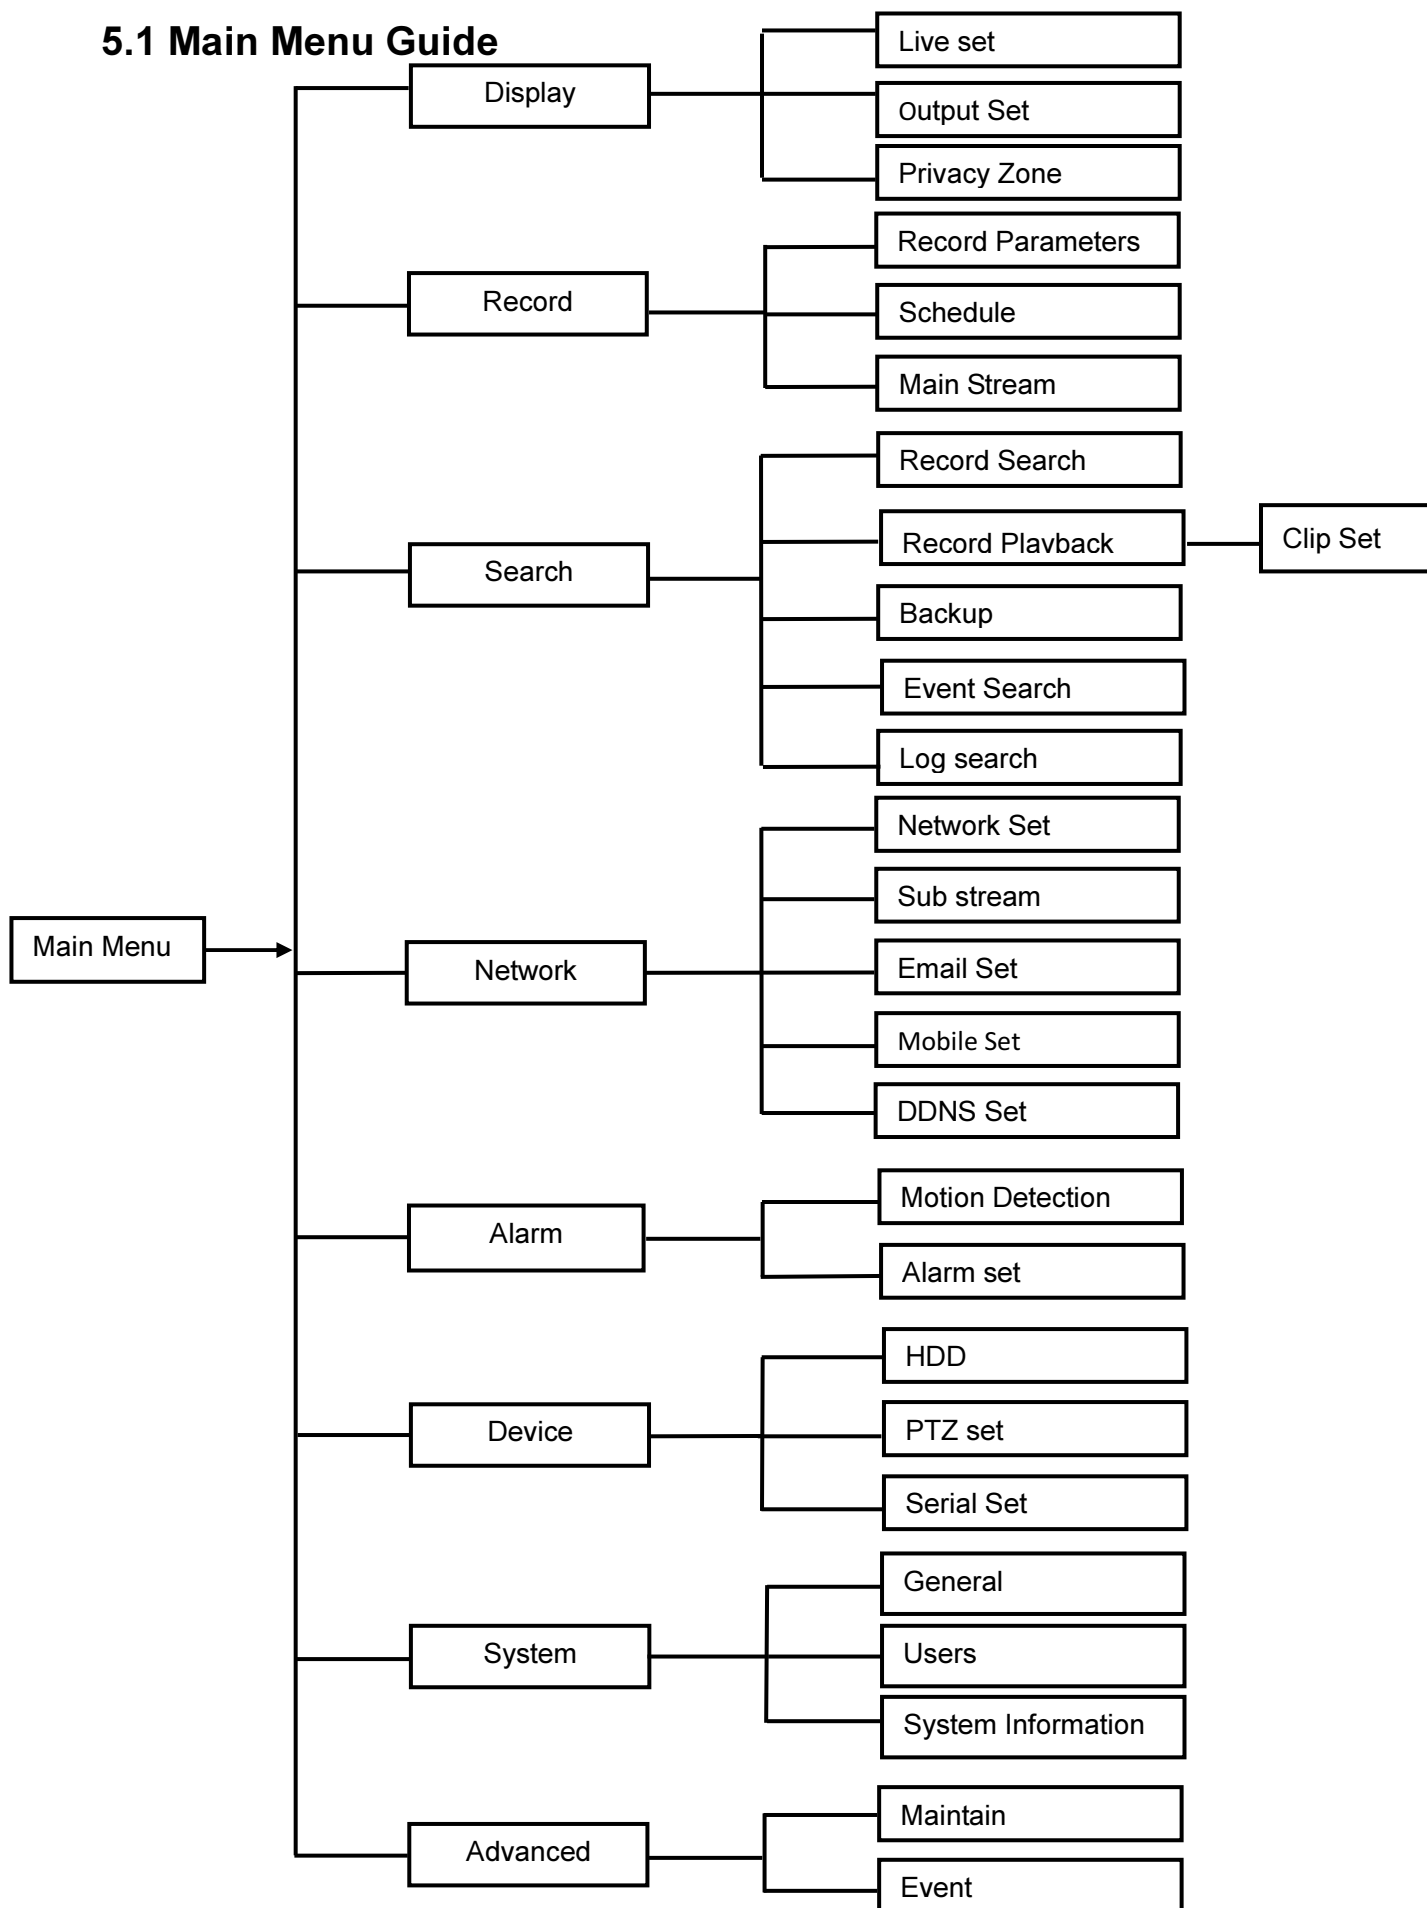 5.1 Main Menu Guide
Main Menu
Display
Live set
Output Set
Privacy Zone
Record
Record Parameters
Schedule
Main Stream
Search
Record Search
Record Playback
Clip Set
Backup
Event Search
Log search
Network
Network Set
Sub stream
Email Set
Mobile Set
DDNS Set
Alarm
Motion Detection
Alarm set
Device
HDD
PTZ set
Serial Set
System
General
Users
System Information
Advanced
Maintain
Event